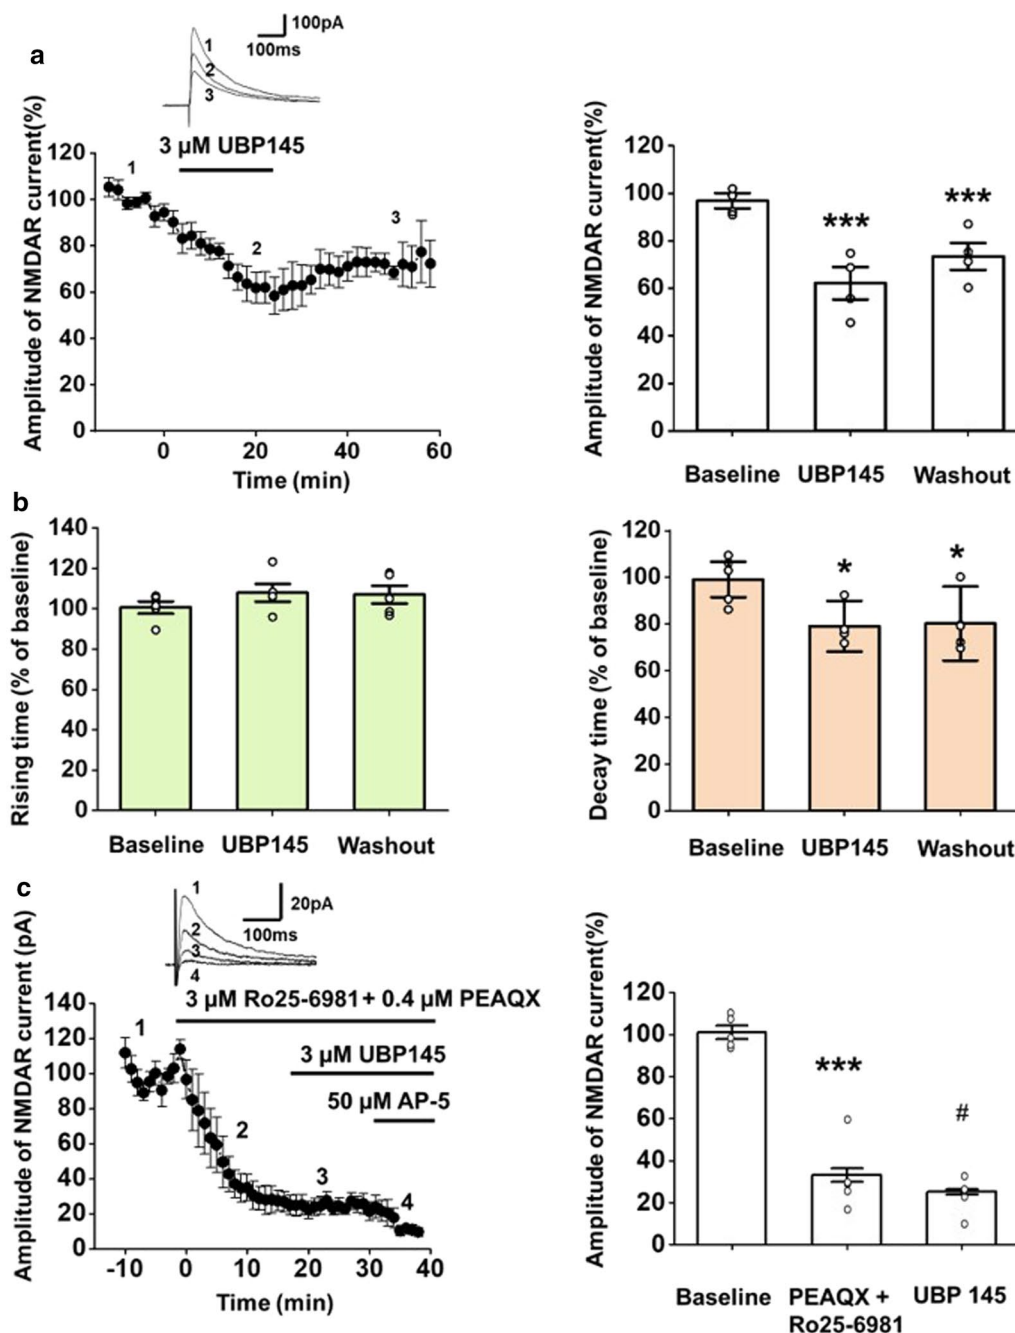 a
100pA
100ms
1
2
3
3 µM UBP145
Amplitude of NMDAR current(%)
120
100
80
60
40
20
0
1
2
3
0 20 40 60
Time (min)
Amplitude of NMDAR current(%)
120
100
80
60
40
20
0
***
***
Baseline UBP145 Washout
b
Rising time (% of baseline)
140
120
100
80
60
40
20
0
Baseline UBP145 Washout
Decay time (% of baseline)
120
100
80
60
40
20
0
*
*
Baseline UBP145 Washout
c
1
2
3
4
20pA
100ms
3 µM Ro25-6981 + 0.4 µM PEAQX
3 µM UBP145
50 µM AP-5
Amplitude of NMDAR current (pA)
140
120
100
80
60
40
20
0
1
2
3
4
-10 0 10 20 30 40
Time (min)
Amplitude of NMDAR current(%)
120
100
80
60
40
20
0
***
#
Baseline PEAQX + UBP 145
Ro25-6981